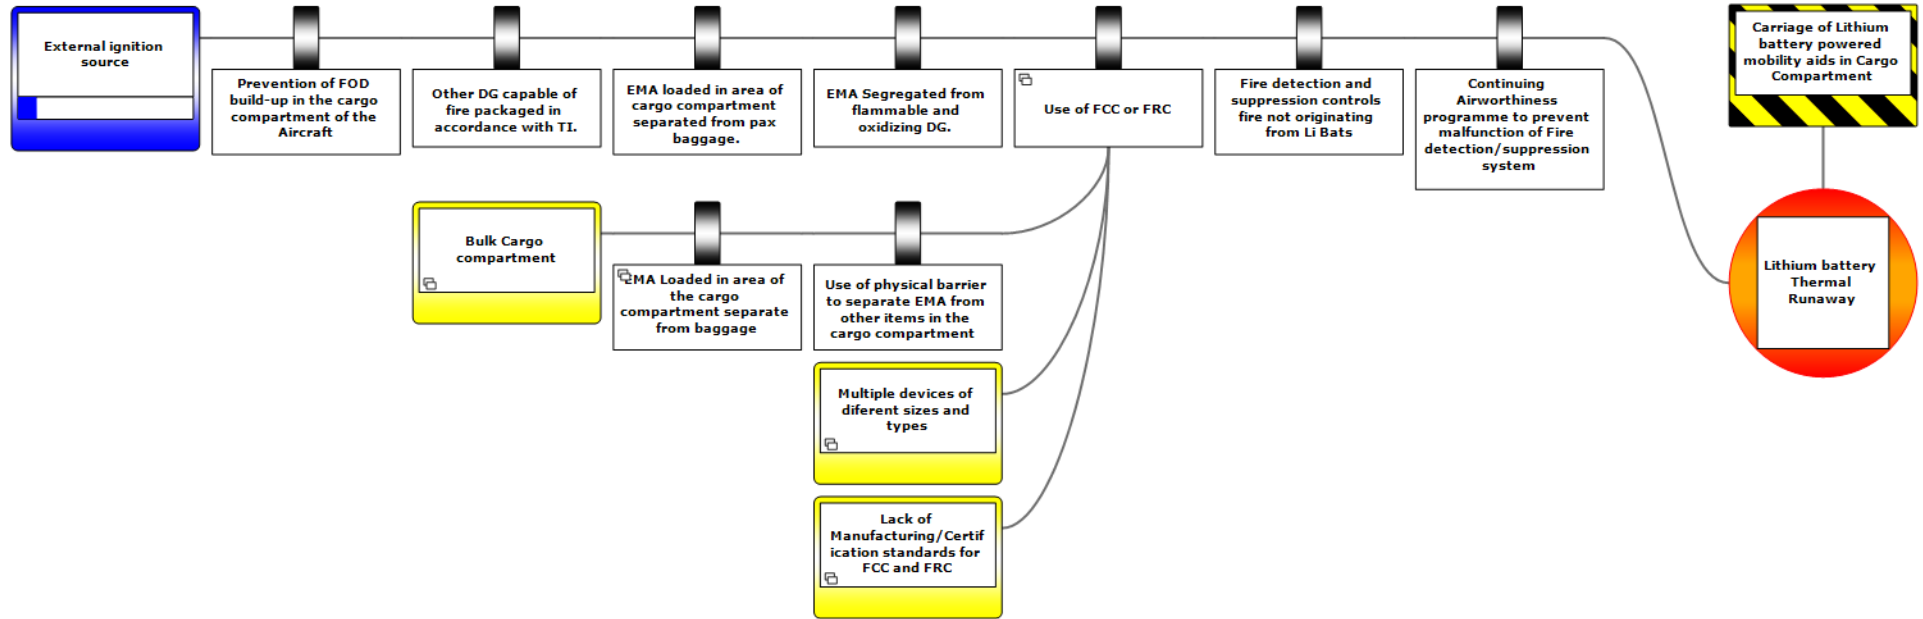 External ignition
source
Prevention of FOD
build-up in the cargo
compartment of the
Aircraft
Other DG capable of
fire packaged in
accordance with TI.
EMA loaded in area of
cargo compartment
separated from pax
baggage.
EMA Segregated from
flammable and
oxidizing DG.
Use of FCC or FRC
Fire detection and
suppression controls
fire not originating
from Li Bats
Continuing
Airworthiness
programme to prevent
malfunction of Fire
detection/suppression
system
Carriage of Lithium
battery powered
mobility aids in Cargo
Compartment
Bulk Cargo
compartment
EMA Loaded in area of
the cargo
compartment separate
from baggage
Use of physical barrier
to separate EMA from
other items in the
cargo compartment
Lithium battery
Thermal
Runaway
Multiple devices of
diferent sizes and
types
Lack of
Manufacturing/Certif
ication standards for
FCC and FRC